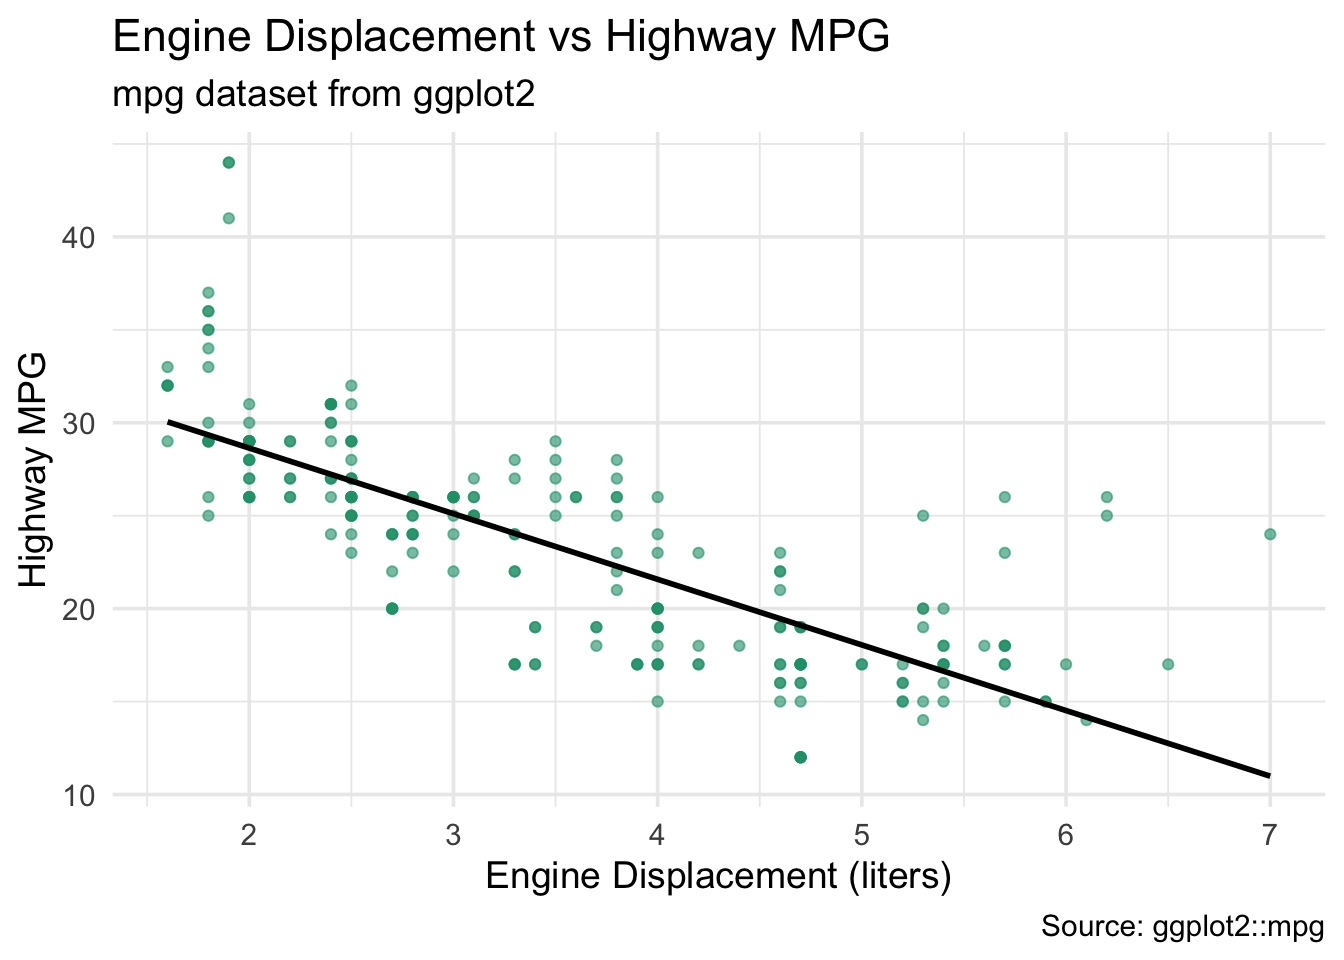 Engine Displacement vs Highway MPG
mpg dataset from ggplot2
Highway MPG
40
30
20
10
2 3 4 5 6 7
Engine Displacement (liters)
Source: ggplot2::mpg